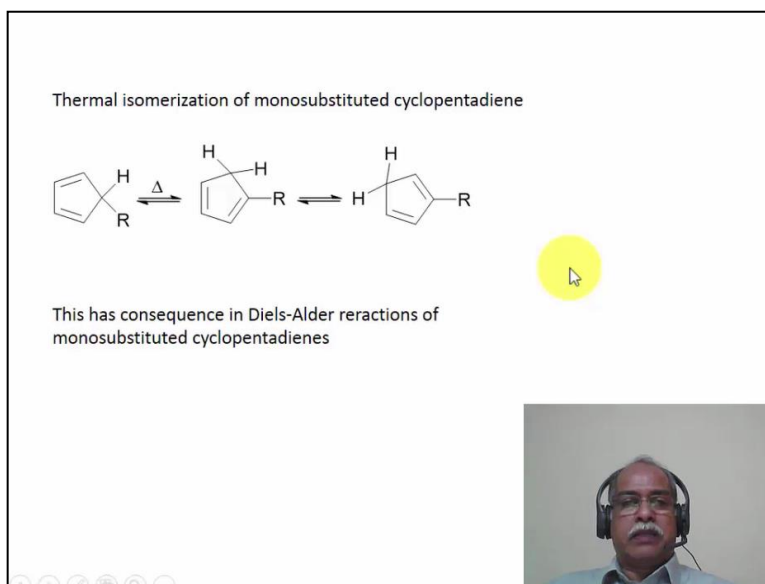 Thermal isomerization of monosubstituted cyclopentadiene
H
H
R
Δ
H
H
R
H
H
R
This has consequence in Diels-Alder reractions of
monosubstituted cyclopentadienes